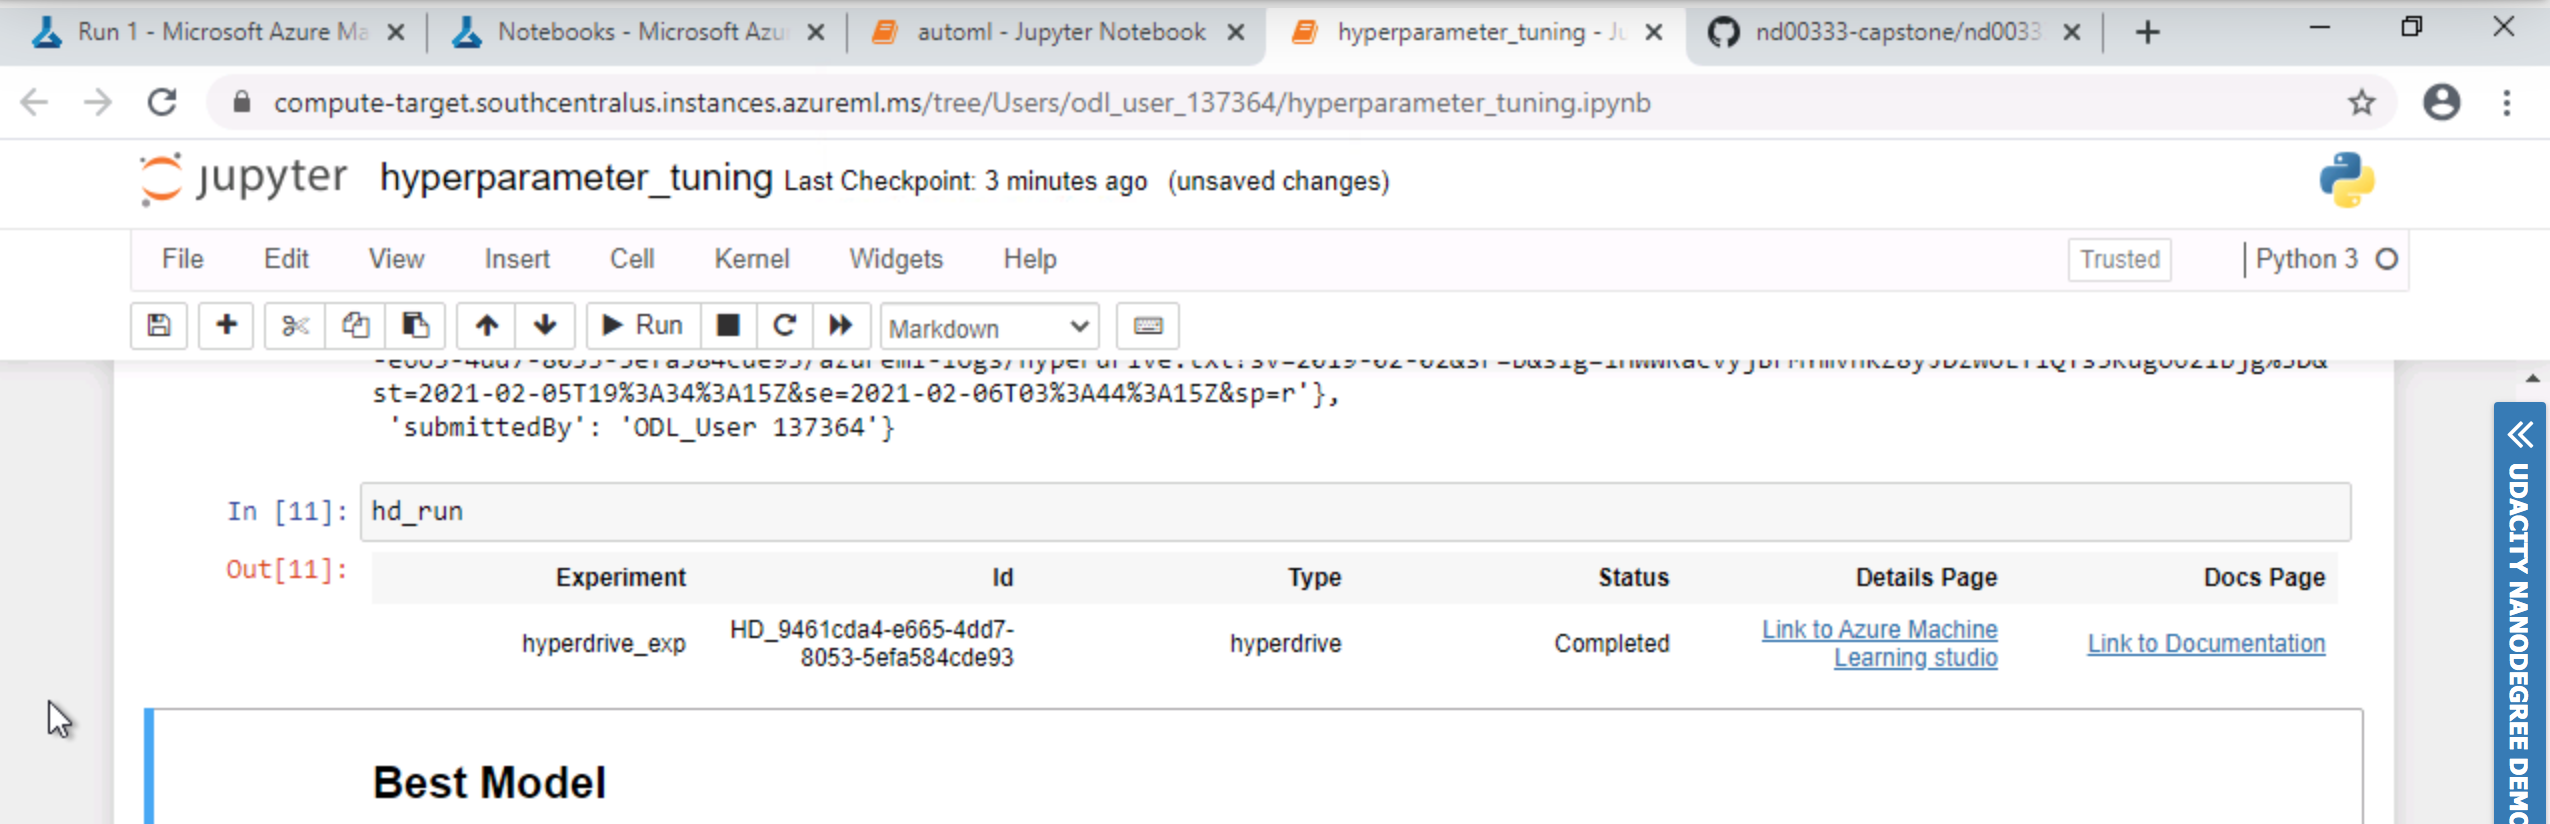 Run 1 - Microsoft Azure Ma
Notebooks - Microsoft Azu
automl - Jupyter Notebook
hyperparameter_tuning - Ju
nd00333-capstone/nd0033
compute-target.southcentralus.instances.azureml.ms/tree/Users/odl_user_137364/hyperparameter_tuning.ipynb
jupyter hyperparameter_tuning Last Checkpoint: 3 minutes ago (unsaved changes)
File Edit View Insert Cell Kernel Widgets Help Trusted Python 3
Run Markdown
st=2021-02-05T19%3A34%3A15Z&se=2021-02-06T03%3A44%3A15Z&sp=r'},
'submittedBy': 'ODL_User 137364'}
In [11]: hd_run
Out[11]:
Experiment Id Type Status Details Page Docs Page
hyperdrive_exp HD_9461cda4-e665-4dd7-8053-5efa584cde93 hyperdrive Completed Link to Azure Machine Learning studio Link to Documentation
Best Model
UDACITY NANODEGREE DEMO